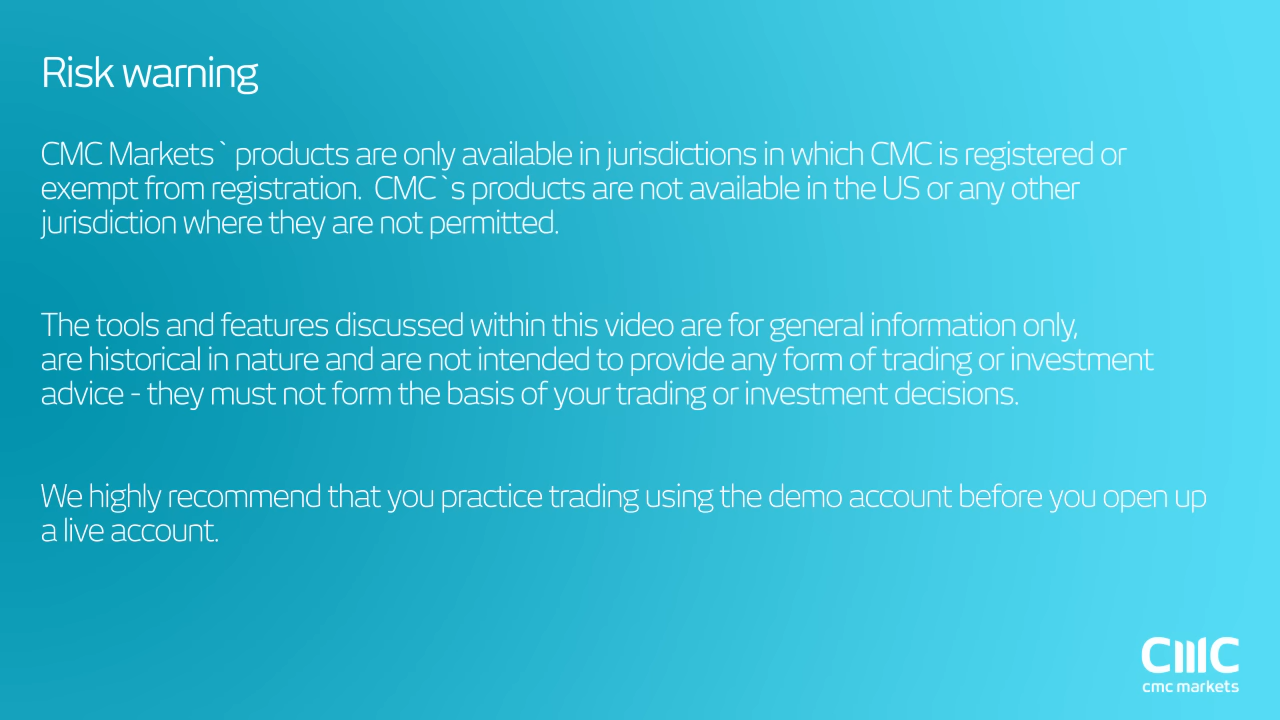 Risk warning
CMC Markets` products are only available in jurisdictions in which CMC is registered or
exempt from registration.  CMC`s products are not available in the US or any other
jurisdiction where they are not permitted.
The tools and features discussed within this video are for general information only,
are historical in nature and are not intended to provide any form of trading or investment
advice - they must not form the basis of your trading or investment decisions.
We highly recommend that you practice trading using the demo account before you open up
a live account.
CMC
cmc markets